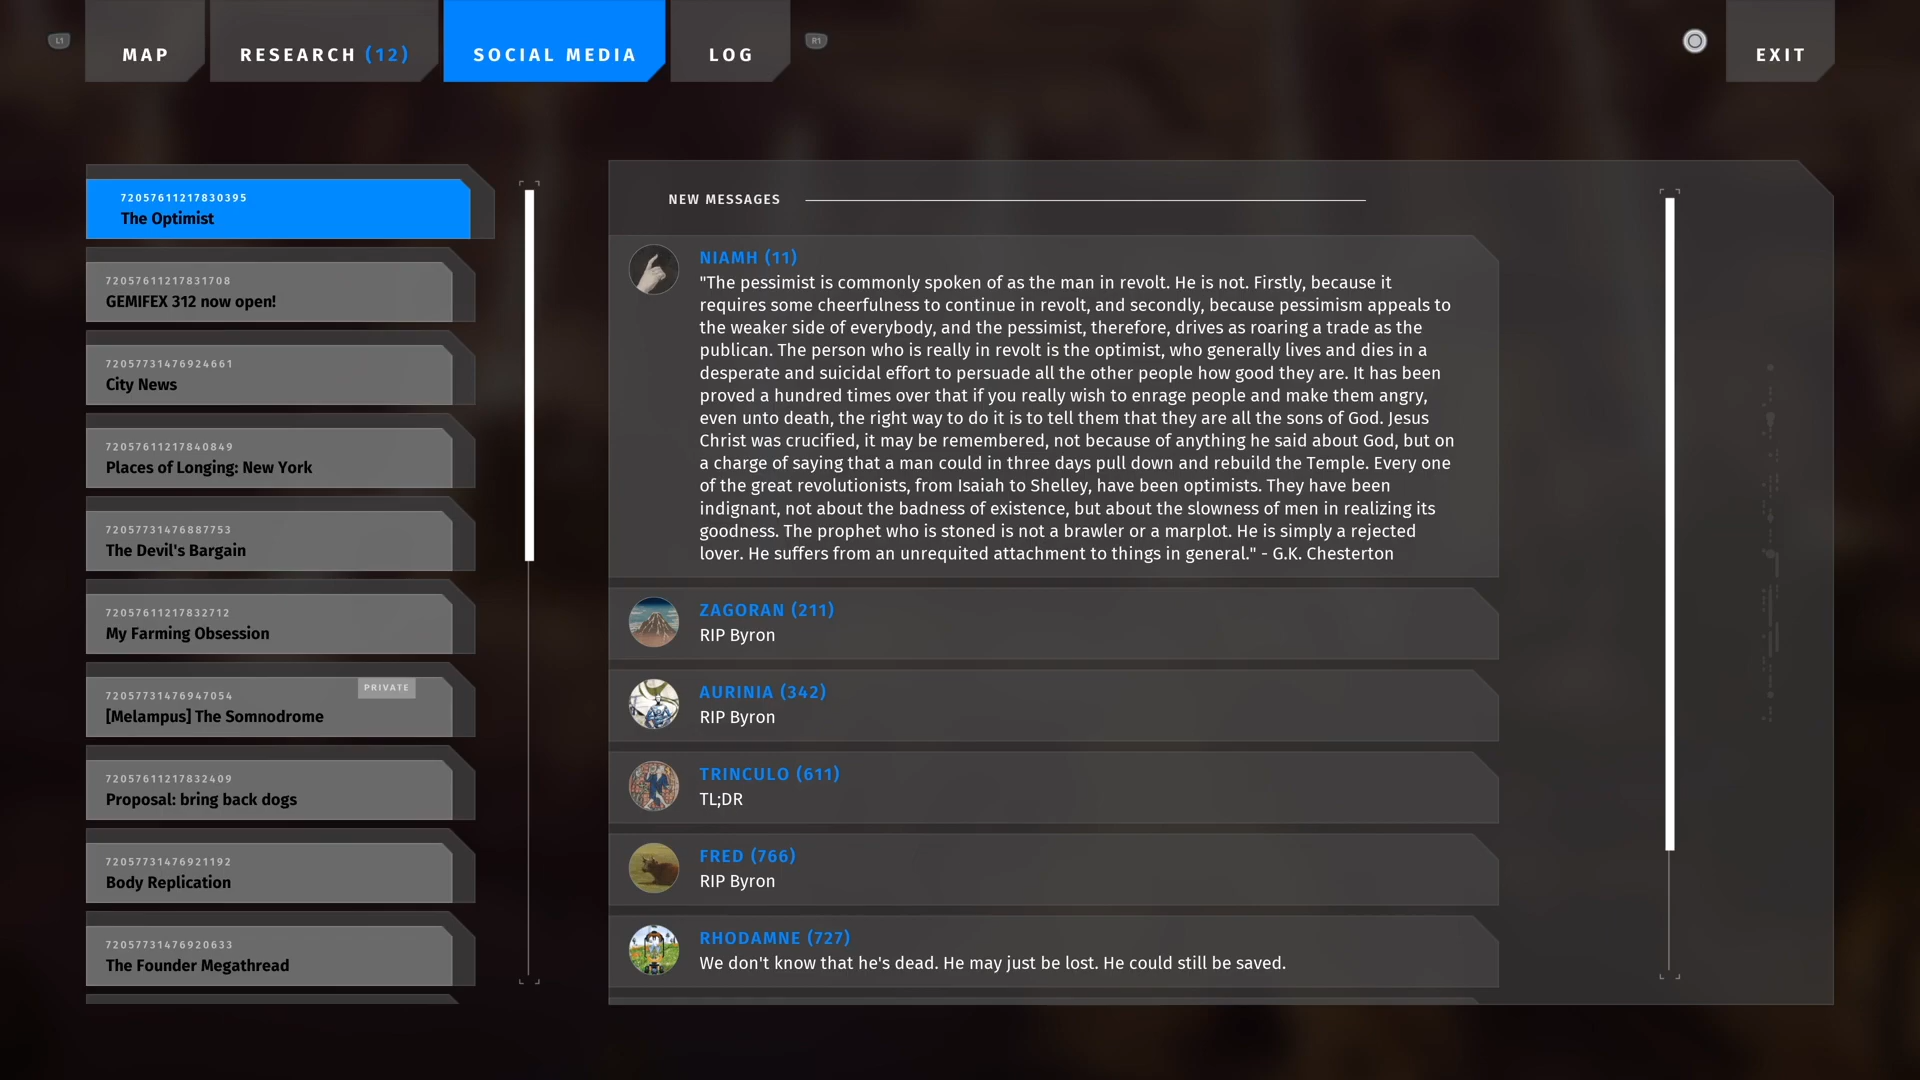 L1
MAP
RESEARCH (12)
SOCIAL MEDIA
LOG
R1
EXIT
72057611217830395
The Optimist
72057611217831708
GEMIFEX 312 now open!
72057731476924661
City News
72057611217840849
Places of Longing: New York
72057731476887753
The Devil's Bargain
72057611217832712
My Farming Obsession
72057731476947054
PRIVATE
[Melampus] The Somnodrome
72057611217832409
Proposal: bring back dogs
72057731476921192
Body Replication
72057731476920633
The Founder Megathread
NEW MESSAGES
NIAMH (11)
"The pessimist is commonly spoken of as the man in revolt. He is not. Firstly, because it
requires some cheerfulness to continue in revolt, and secondly, because pessimism appeals to
the weaker side of everybody, and the pessimist, therefore, drives as roaring a trade as the
publican. The person who is really in revolt is the optimist, who generally lives and dies in a
desperate and suicidal effort to persuade all the other people how good they are. It has been
proved a hundred times over that if you really wish to enrage people and make them angry,
even unto death, the right way to do it is to tell them that they are all the sons of God. Jesus
Christ was crucified, it may be remembered, not because of anything he said about God, but on
a charge of saying that a man could in three days pull down and rebuild the Temple. Every one
of the great revolutionists, from Isaiah to Shelley, have been optimists. They have been
indignant, not about the badness of existence, but about the slowness of men in realizing its
goodness. The prophet who is stoned is not a brawler or a marplot. He is simply a rejected
lover. He suffers from an unrequited attachment to things in general." - G.K. Chesterton
ZAGORAN (211)
RIP Byron
AURINIA (342)
RIP Byron
TRINCULO (611)
TL;DR
FRED (766)
RIP Byron
RHODAMNE (727)
We don't know that he's dead. He may just be lost. He could still be saved.